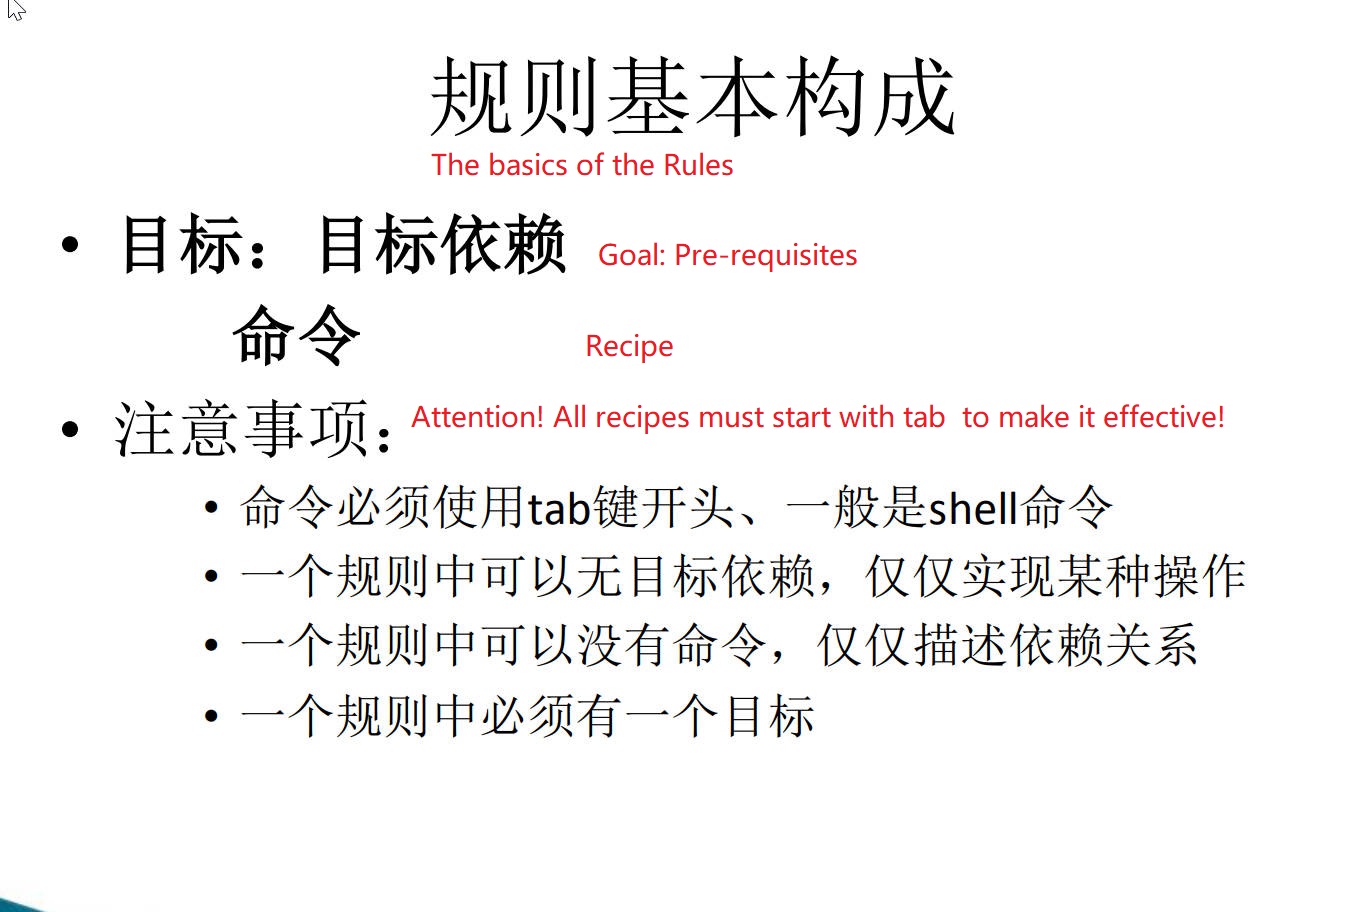 规则基本构成
The basics of the Rules
• 目标：目标依赖 Goal: Pre-requisites
命令 Recipe
• 注意事项： Attention! All recipes must start with tab  to make it effective!
• 命令必须使用tab键开头、一般是shell命令
• 一个规则中可以无目标依赖，仅仅实现某种操作
• 一个规则中可以没有命令，仅仅描述依赖关系
• 一个规则中必须有一个目标